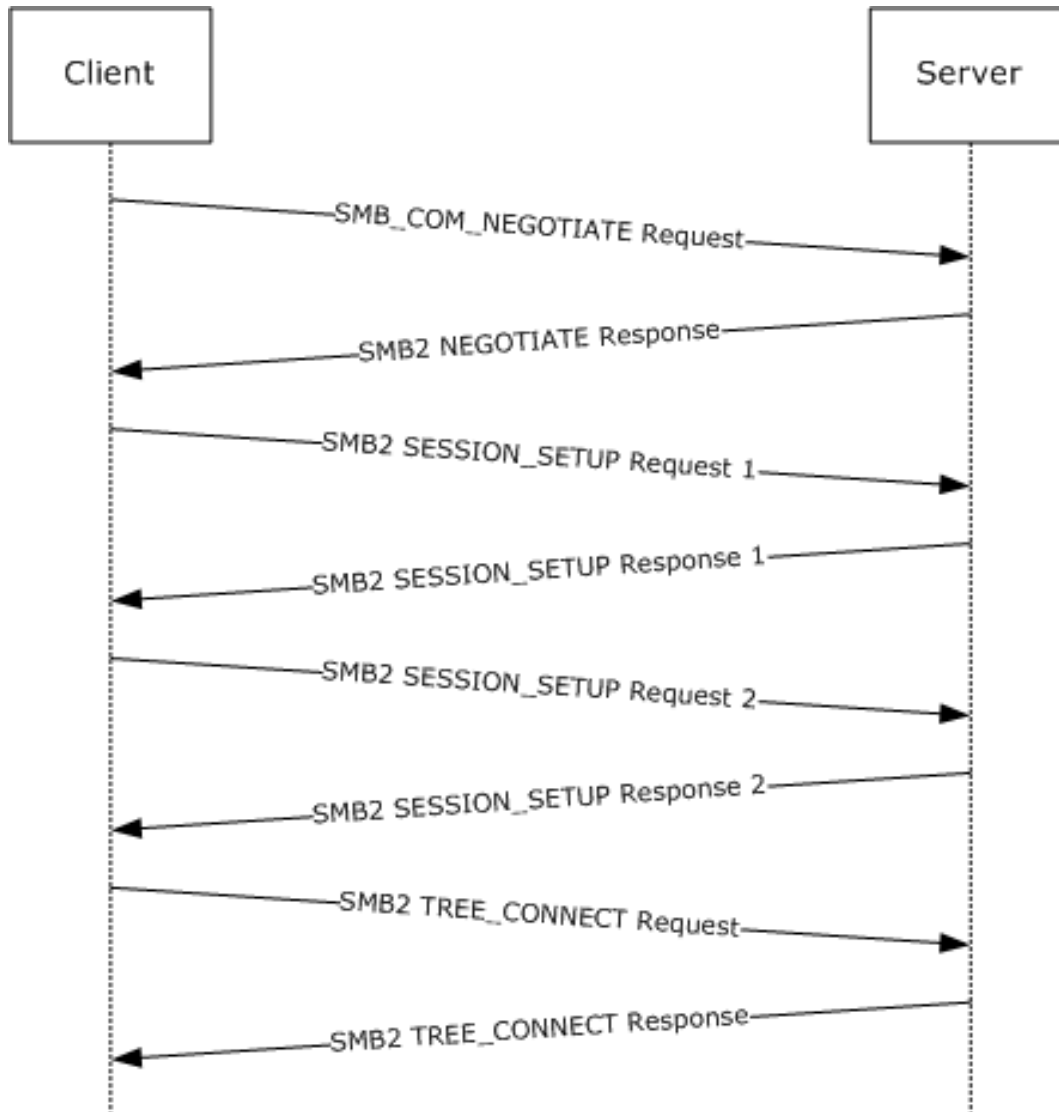 Client
Server
SMB_COM_NEGOTIATE Request
SMB2 NEGOTIATE Response
SMB2 SESSION_SETUP Request 1
SMB2 SESSION_SETUP Response 1
SMB2 SESSION_SETUP Request 2
SMB2 SESSION_SETUP Response 2
SMB2 TREE_CONNECT Request
SMB2 TREE_CONNECT Response